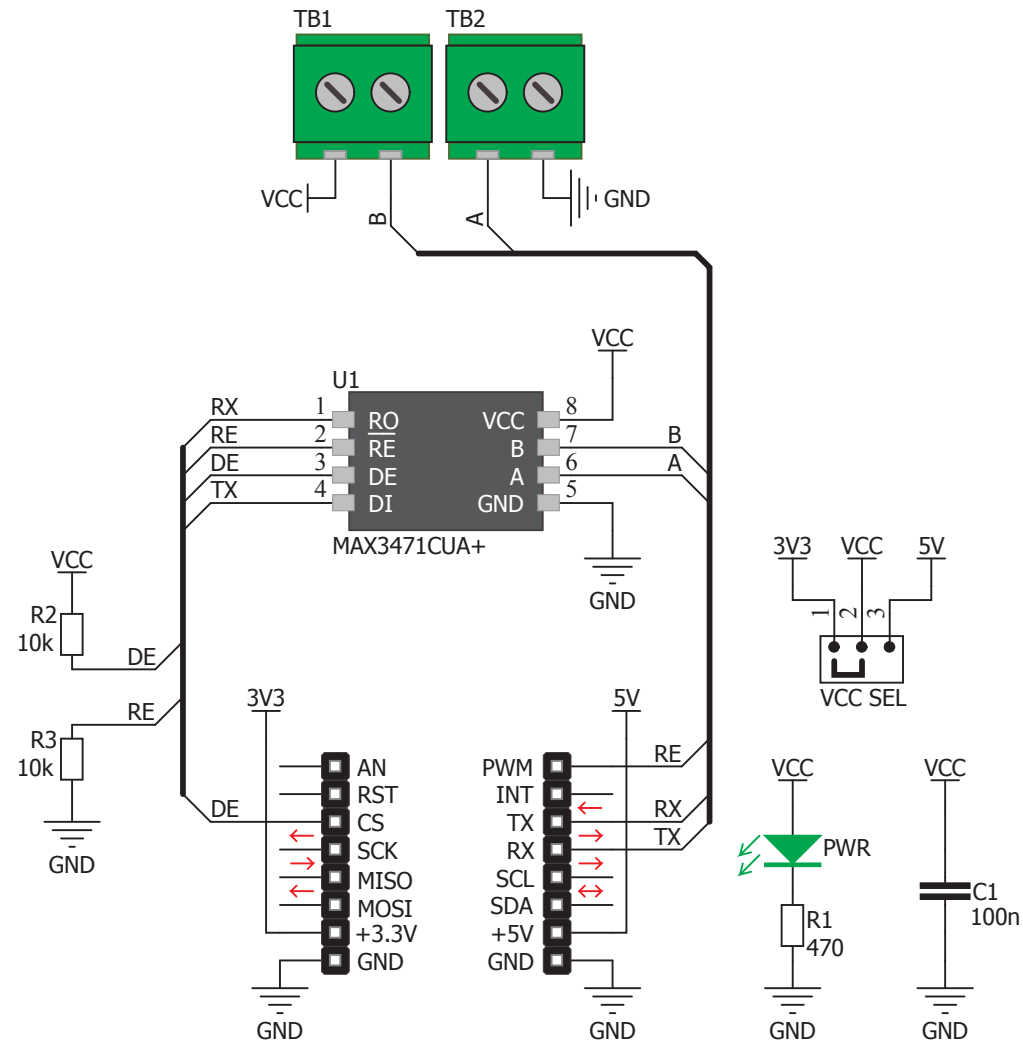 TB1 TB2
VCC B A GND
VCC
U1
RX 1 RO VCC 8
RE 2 RE B 7 B
DE 3 DE A 6 A
TX 4 DI GND 5
MAX3471CUA+
GND
VCC
R2
10k
DE
RE
R3
10k
GND
3V3 VCC 5V
1 2 3
VCC SEL
3V3 5V
AN PWM RE
RST INT
DE CS TX RX
SCK RX TX
MISO SCL
MOSI SDA
+3.3V +5V
GND GND
GND GND
VCC
PWR
R1
470
GND
VCC
C1
100n
GND